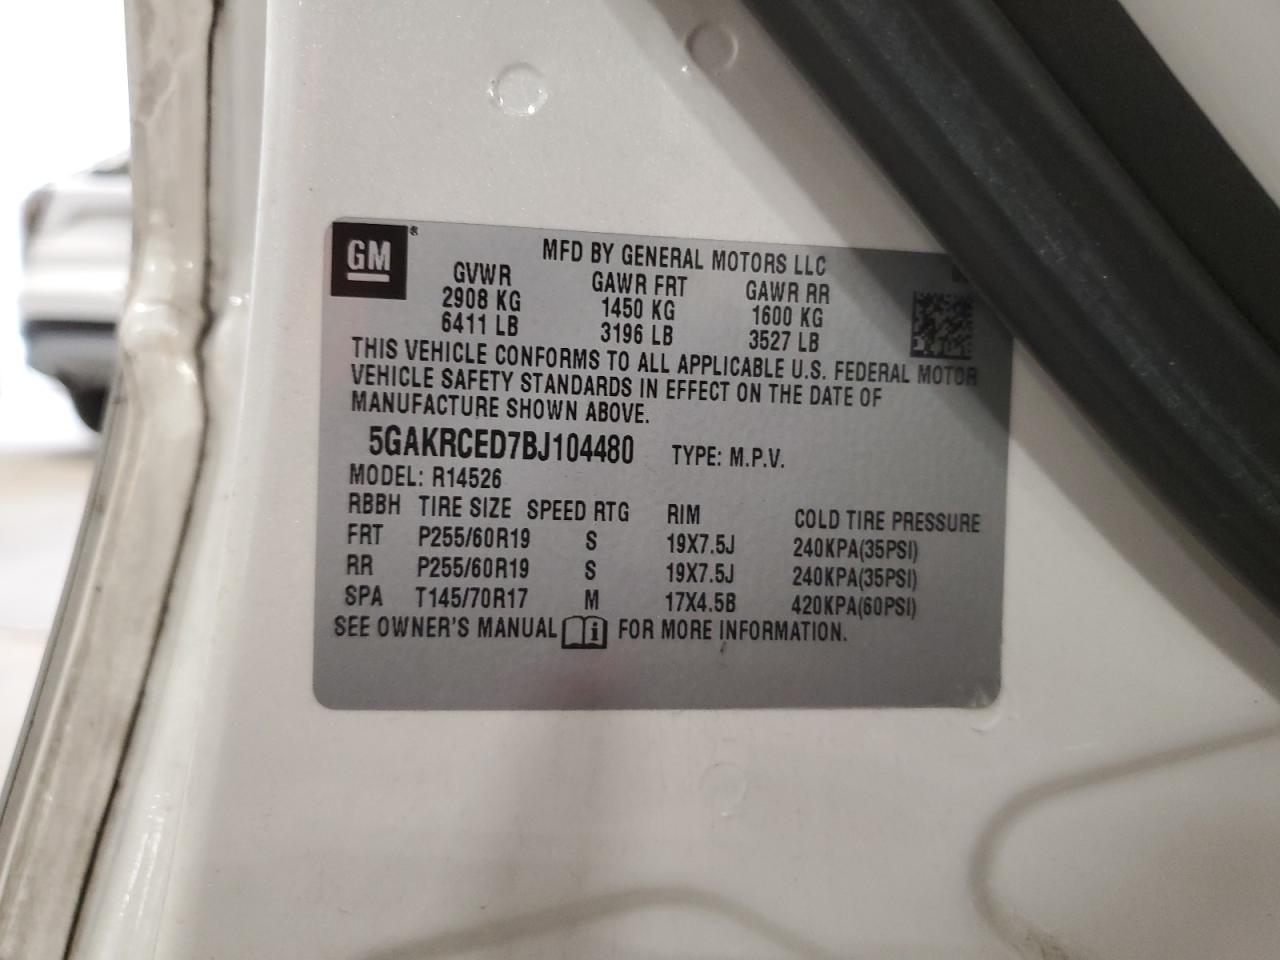 GM ®
MFD BY GENERAL MOTORS LLC
GVWR GAWR FRT GAWR RR
2908 KG 1450 KG 1600 KG
6411 LB 3196 LB 3527 LB
THIS VEHICLE CONFORMS TO ALL APPLICABLE U.S. FEDERAL MOTOR
VEHICLE SAFETY STANDARDS IN EFFECT ON THE DATE OF
MANUFACTURE SHOWN ABOVE.
5GAKRCED7BJ104480 TYPE: M.P.V.
MODEL: R14526
RBBH TIRE SIZE SPEED RTG RIM COLD TIRE PRESSURE
FRT P255/60R19 S 19X7.5J 240KPA(35PSI)
RR P255/60R19 S 19X7.5J 240KPA(35PSI)
SPA T145/70R17 M 17X4.5B 420KPA(60PSI)
SEE OWNER'S MANUAL FOR MORE INFORMATION.